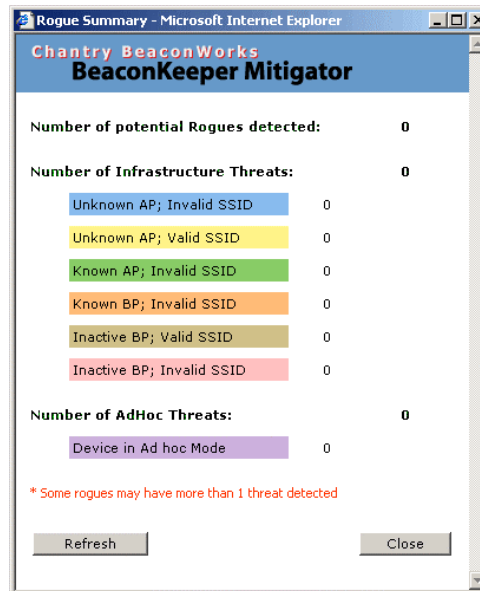 Rogue Summary - Microsoft Internet Explorer
Chantry BeaconWorks
BeaconKeeper Mitigator
Number of potential Rogues detected: 0
Number of Infrastructure Threats: 0
Unknown AP; Invalid SSID 0
Unknown AP; Valid SSID 0
Known AP; Invalid SSID 0
Known BP; Invalid SSID 0
Inactive BP; Valid SSID 0
Inactive BP; Invalid SSID 0
Number of AdHoc Threats: 0
Device in Ad hoc Mode 0
* Some rogues may have more than 1 threat detected
Refresh Close